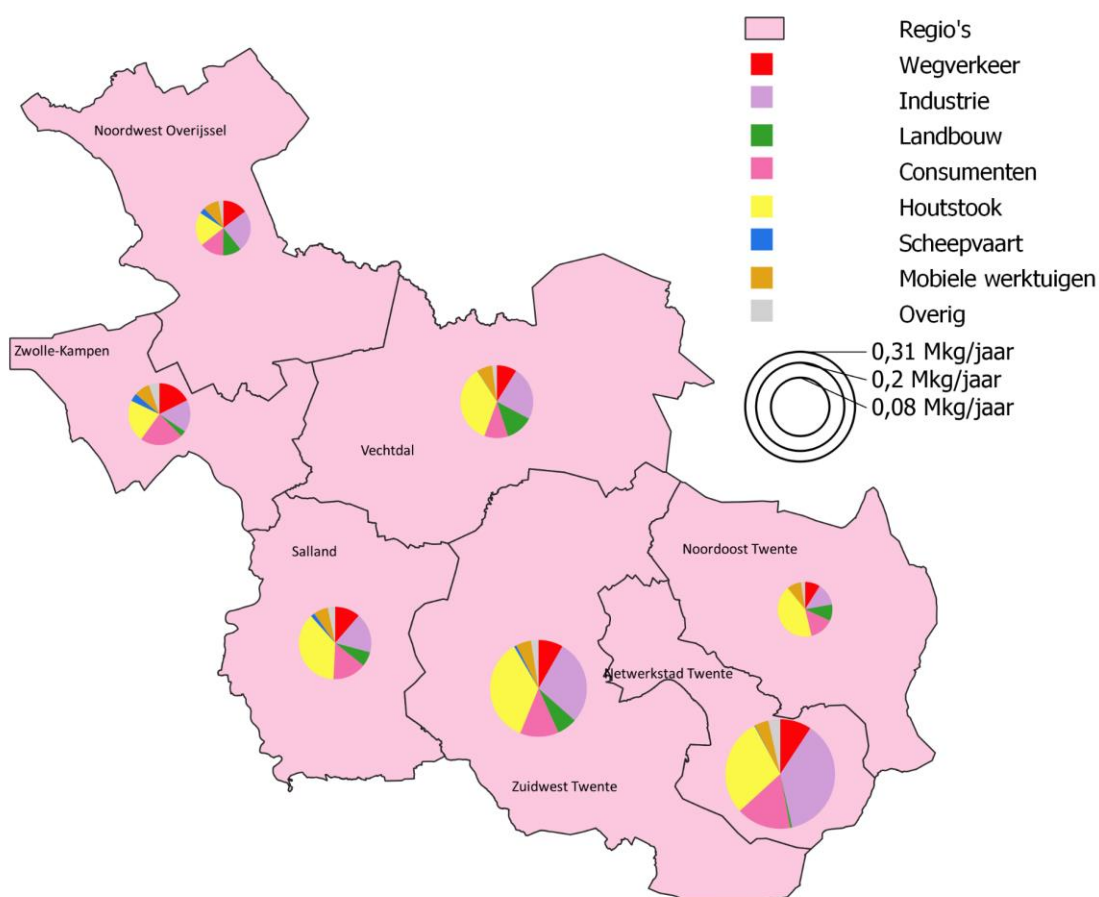 Regio's
Wegverkeer
Industrie
Landbouw
Consumenten
Houtstook
Scheepvaart
Mobiele werktuigen
Overig
0,31 Mkg/jaar
0,2 Mkg/jaar
0,08 Mkg/jaar
Noordwest Overijssel
Zwolle-Kampen
Vechtdal
Salland
Noordoost Twente
Netwerkstad Twente
Zuidwest Twente